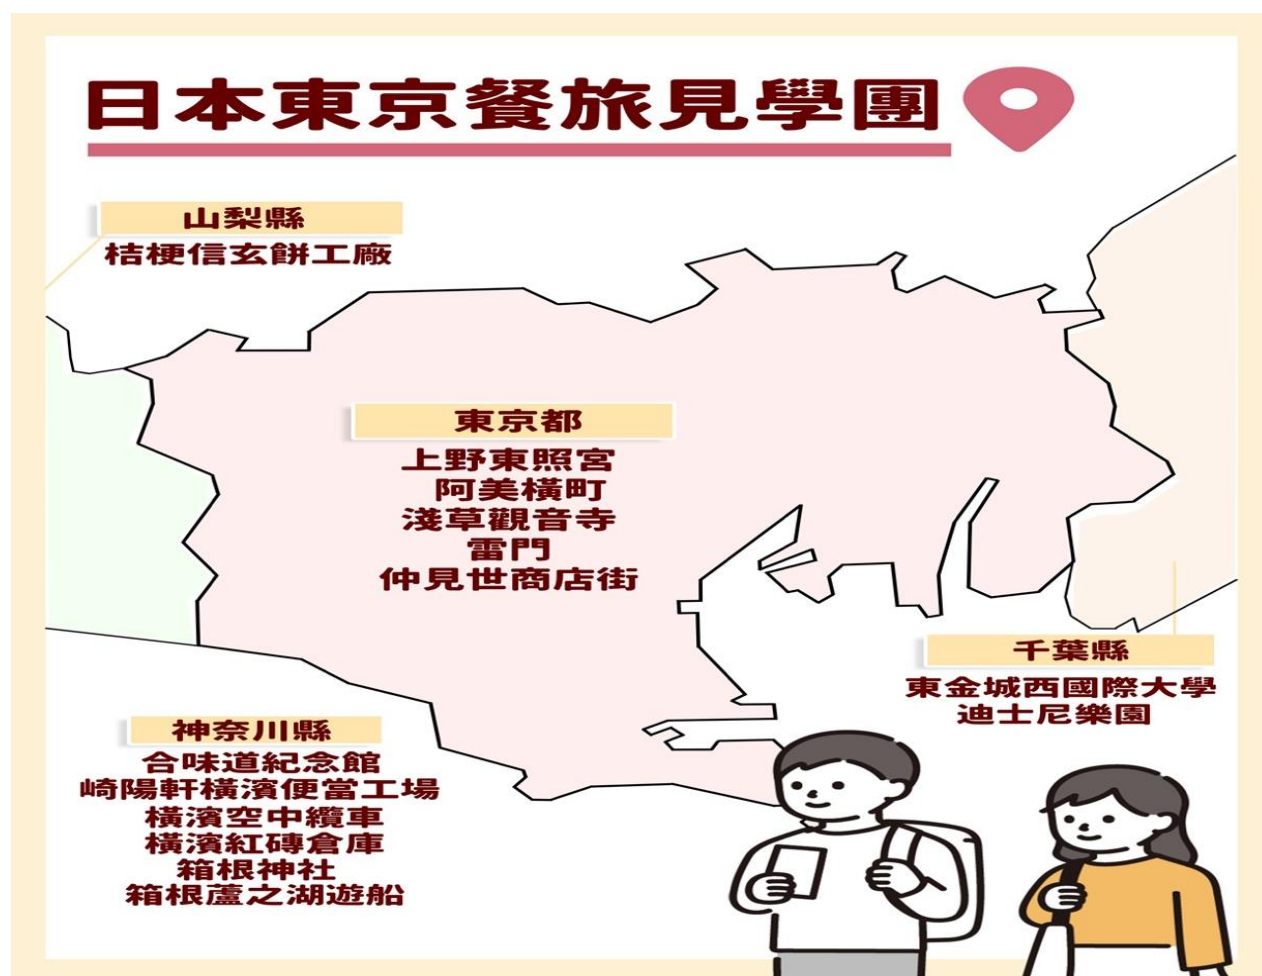 日本東京餐旅見學團
山梨縣
桔梗信玄餅工廠
東京都
上野東照宮
阿美橫町
淺草觀音寺
雷門
仲見世商店街
千葉縣
東金城西國際大學
迪士尼樂園
神奈川縣
合味道紀念館
崎陽軒橫濱便當工場
橫濱空中纜車
橫濱紅磚倉庫
箱根神社
箱根蘆之湖遊船